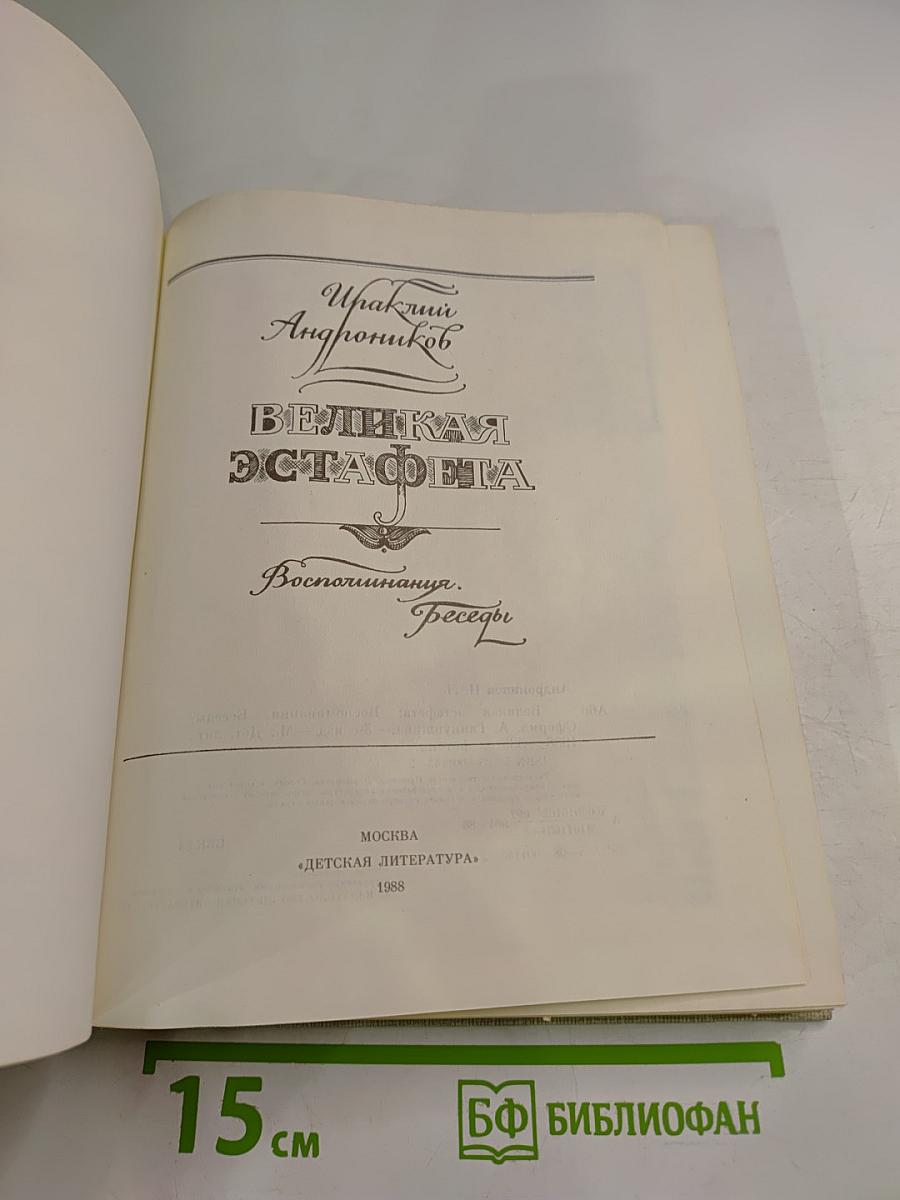 Ираклий
Андроников
ВЕЛИКАЯ
ЭСТАФЕТА
Воспоминания.
Беседы
МОСКВА
«ДЕТСКАЯ ЛИТЕРАТУРА»
1988
15 см
БФ БИБЛИОФАН